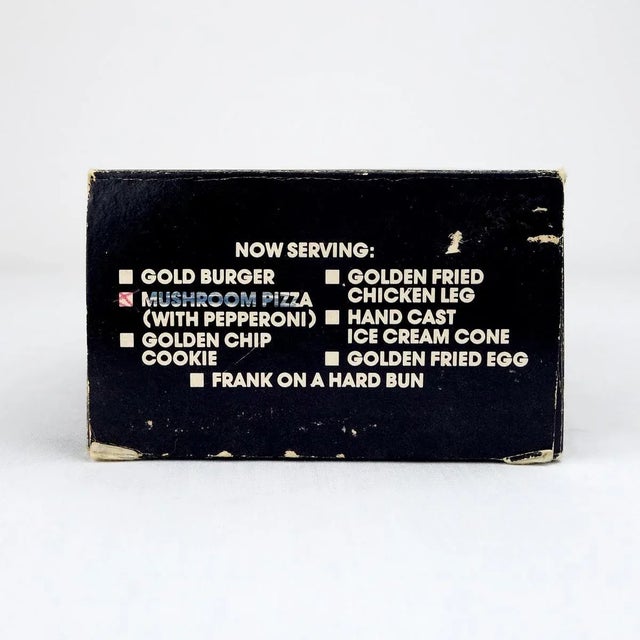 NOW SERVING:
GOLD BURGER
MUSHROOM PIZZA
(WITH PEPPERONI)
GOLDEN CHIP
COOKIE
GOLDEN FRIED
CHICKEN LEG
HAND CAST
ICE CREAM CONE
GOLDEN FRIED EGG
FRANK ON A HARD BUN